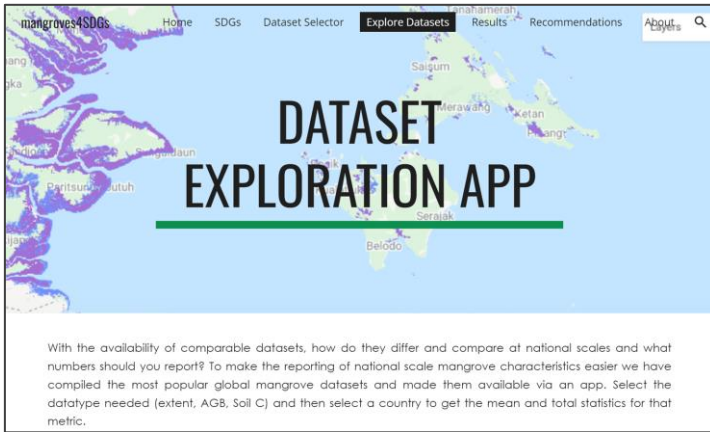 mangroves4SDGs Home SDGs Dataset Selector Explore Datasets Results Recommendations About
Layers
Tanahamerah
Saisum
Merawang
Ketan
DATASET
EXPLORATION APP
Serajak
Belodo
With the availability of comparable datasets, how do they differ and compare at national scales and what
numbers should you report? To make the reporting of national scale mangrove characteristics easier we have
compiled the most popular global mangrove datasets and made them available via an app. Select the
datatype needed (extent, AGB, Soil C) and then select a country to get the mean and total statistics for that
metric.